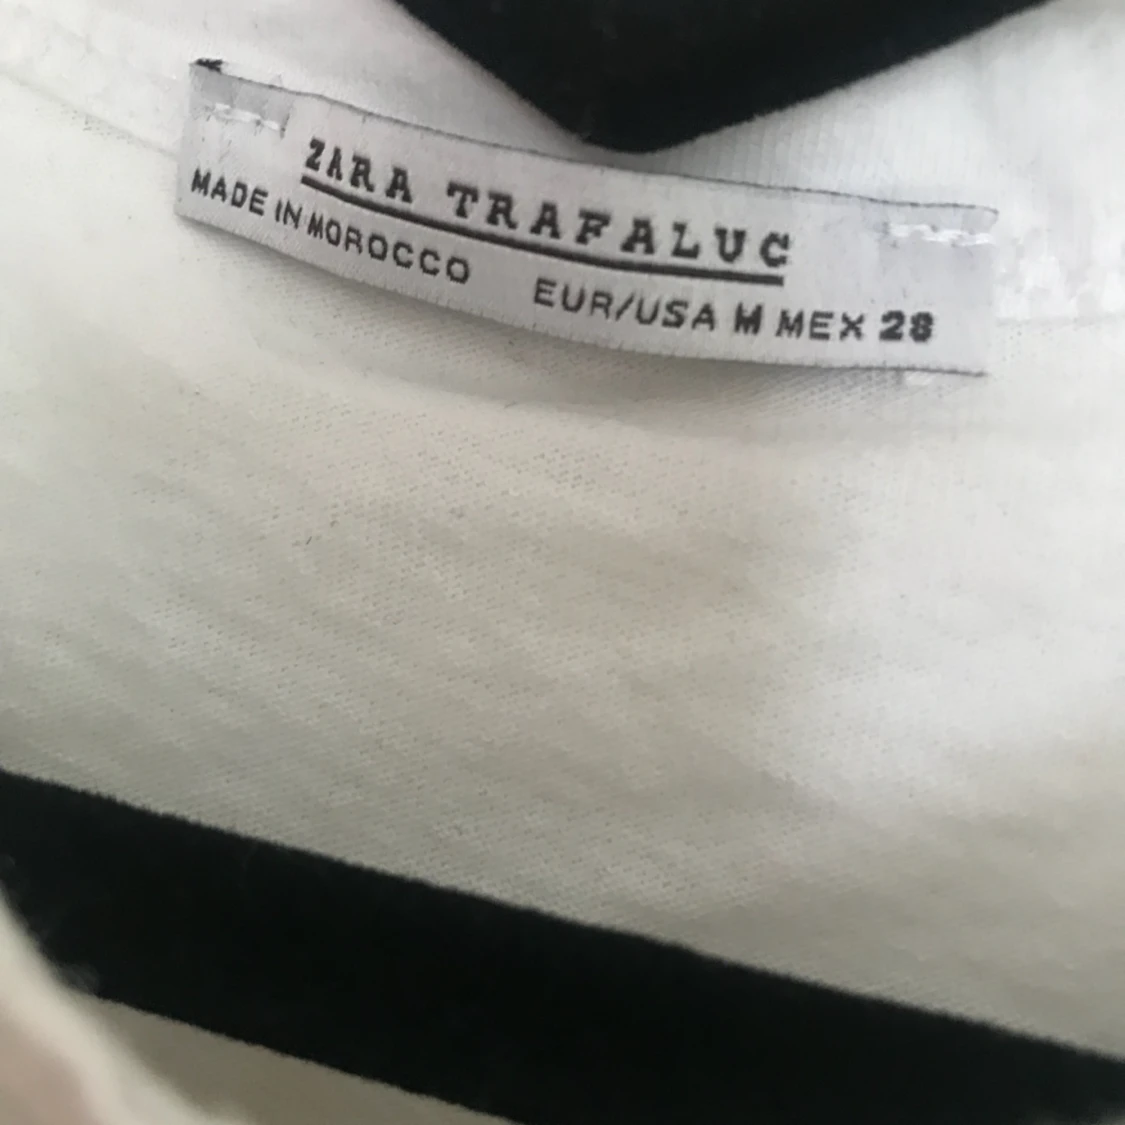 ZARA TRAFALUC
MADE IN MOROCCO EUR/USA M MEX 28